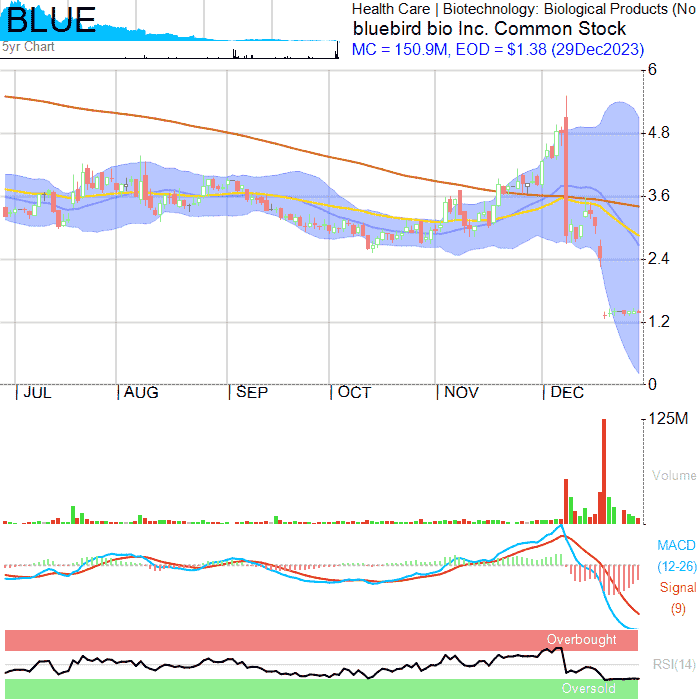 BLUE
5yr Chart
Health Care | Biotechnology: Biological Products (No
bluebird bio Inc. Common Stock
MC = 150.9M, EOD = $1.38 (29Dec2023)
6
4.8
3.6
2.4
1.2
0
JUL AUG SEP OCT NOV DEC
125M
Volume
MACD
(12-26)
Signal
(9)
Overbought
RSI(14)
Oversold